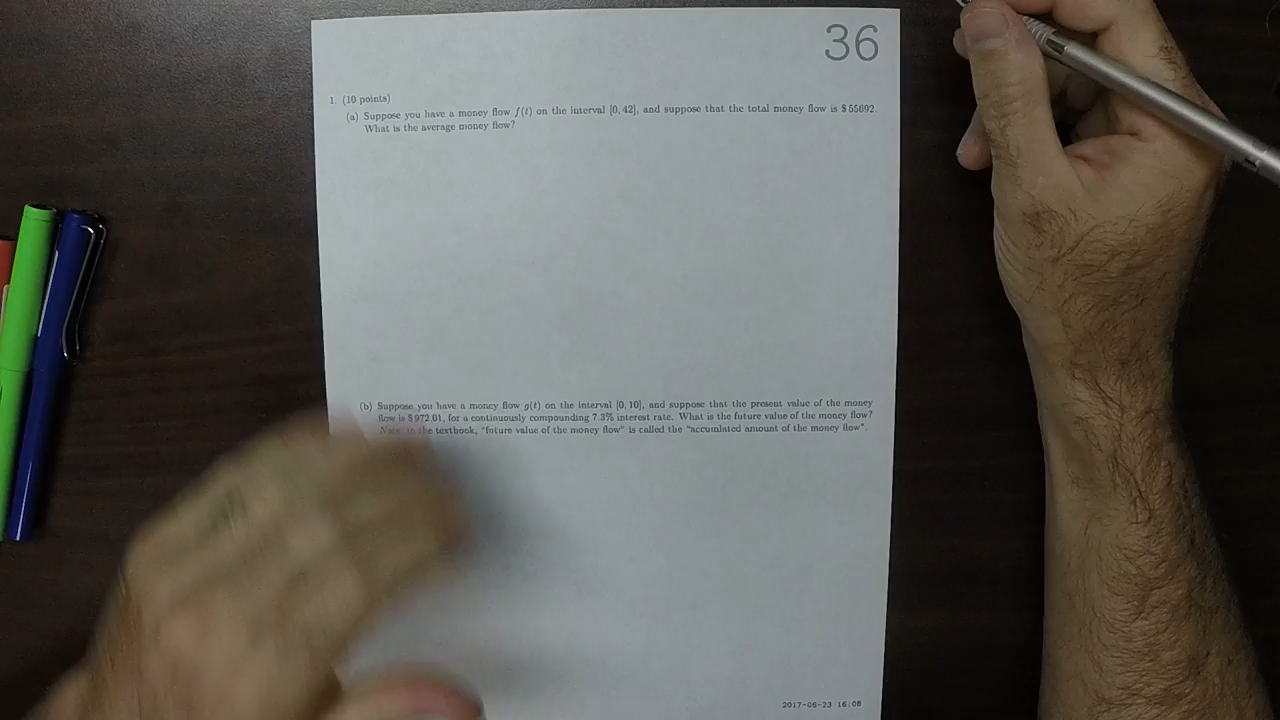 36
1. (10 points)
(a) Suppose you have a money flow f(t) on the interval [0, 42], and suppose that the total money flow is $55692.
What is the average money flow?
(b) Suppose you have a money flow g(t) on the interval [0, 10], and suppose that the present value of the money
flow is $972.01, for a continuously compounding 7.3% interest rate. What is the future value of the money flow?
Note: in the textbook, "future value of the money flow" is called the "accumlated amount of the money flow".
2017-06-23 16:08